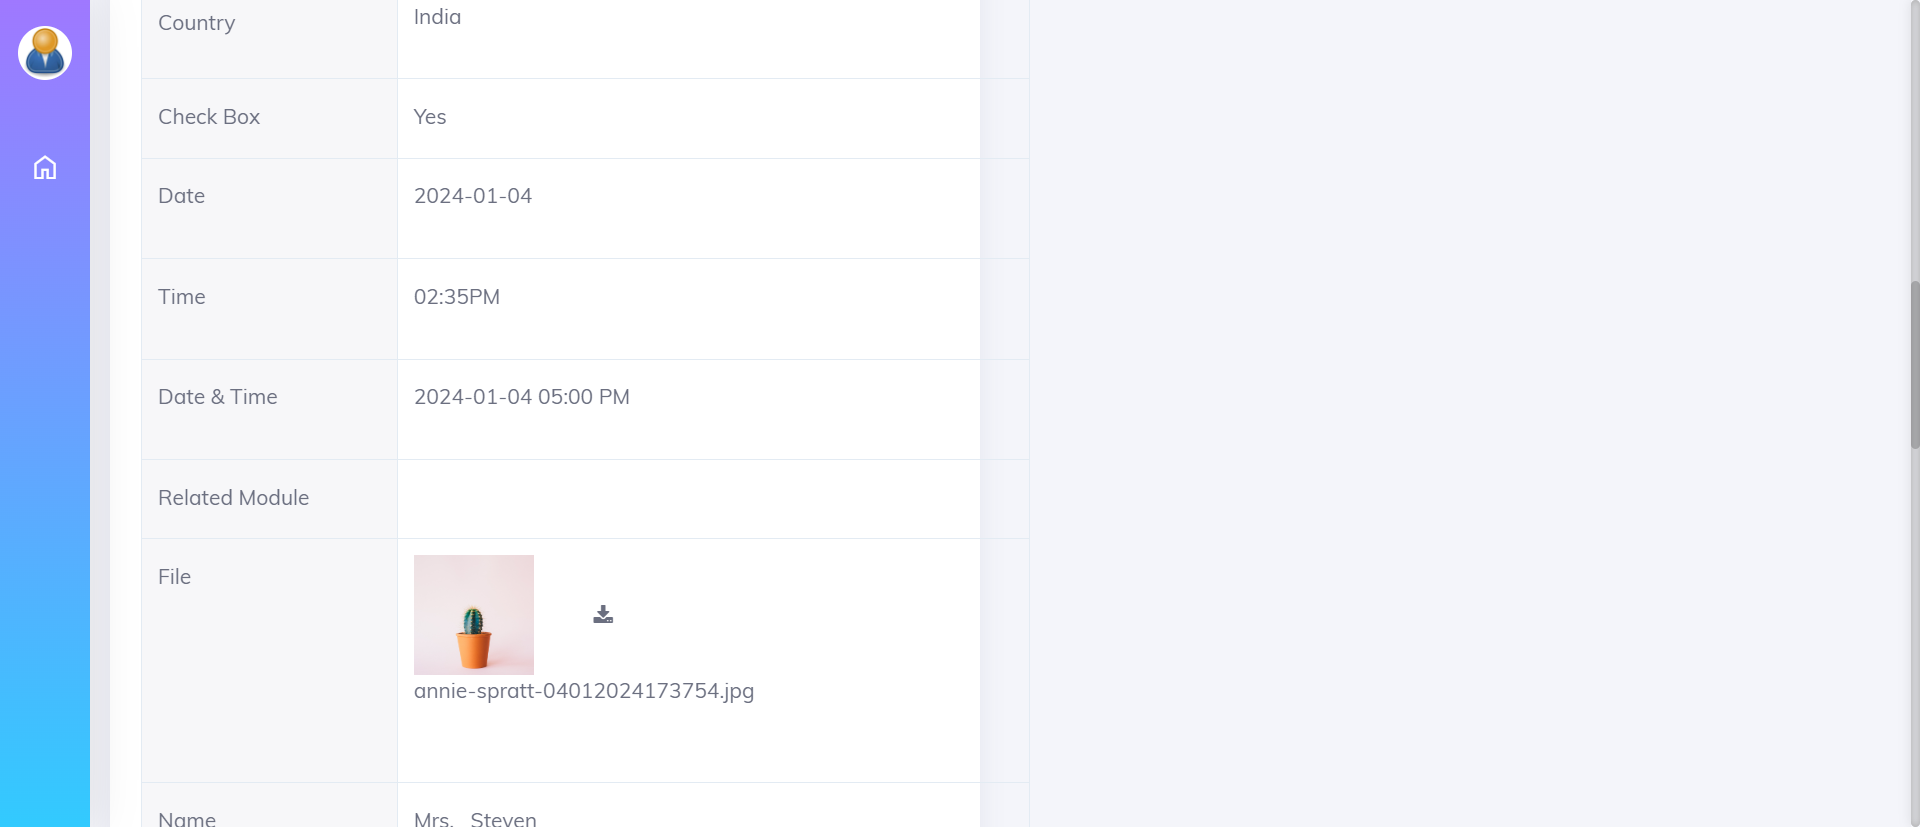 Country India
Check Box Yes
Date 2024-01-04
Time 02:35PM
Date & Time 2024-01-04 05:00 PM
Related Module
File
annie-spratt-04012024173754.jpg
Name Mrs. Steven